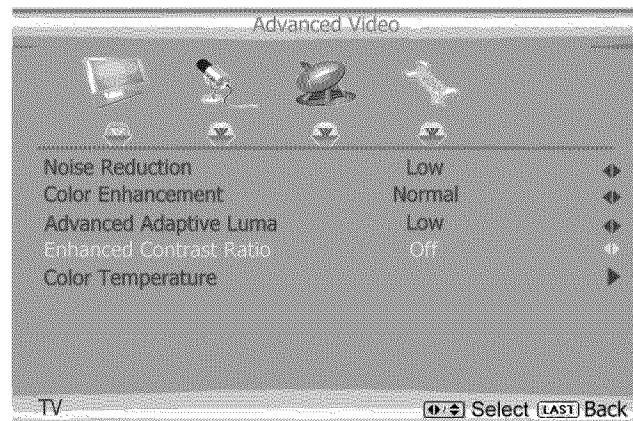 Advanced Video
Noise Reduction Low
Color Enhancement Normal
Advanced Adaptive Luma Low
Enhanced Contrast Ratio Off
Color Temperature
TV Select LAST Back